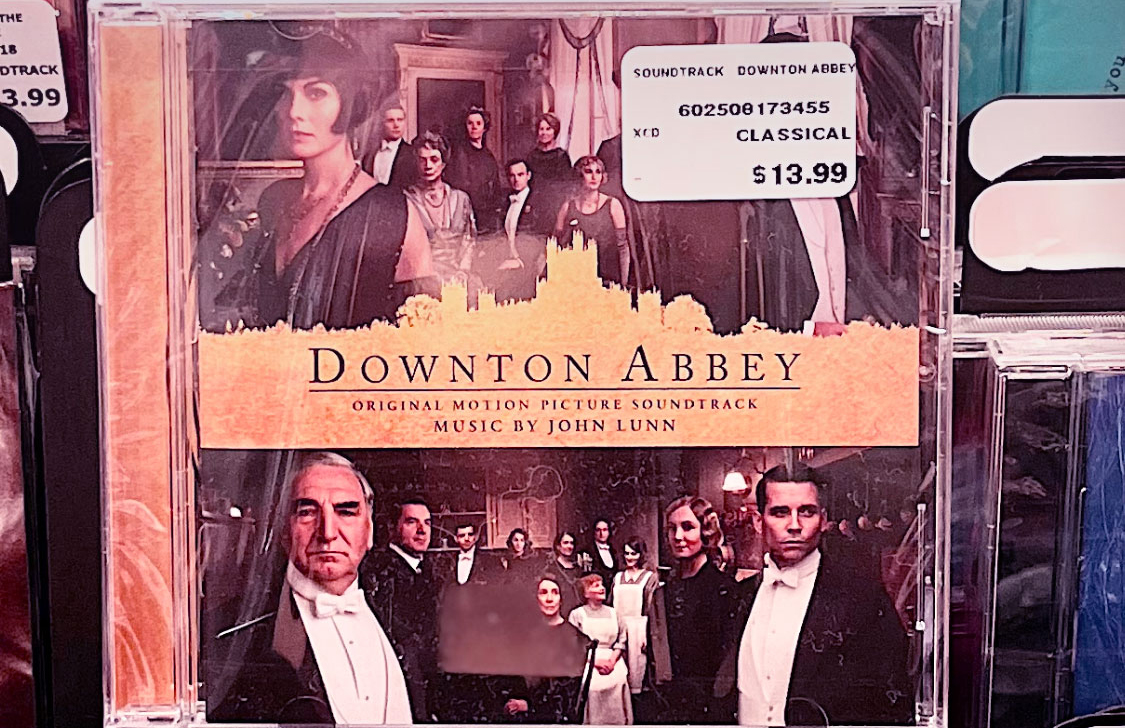 THE
18
DTRACK
3.99
SOUNDTRACK DOWNTON ABBEY
602508173455
XCD CLASSICAL
$13.99
you
DOWNTON ABBEY
ORIGINAL MOTION PICTURE SOUNDTRACK
MUSIC BY JOHN LUNN